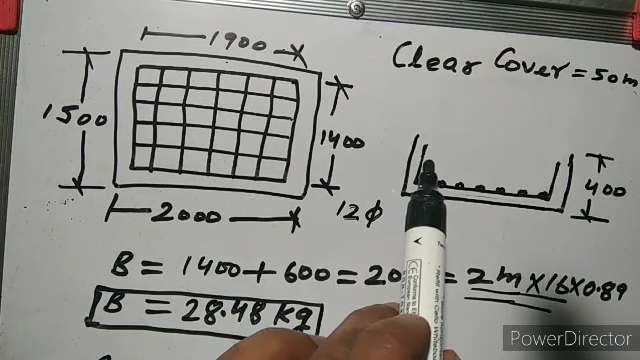 1900
Clear Cover = 50m
1500
1400
400
2000
12ϕ
B = 1400 + 600 = 20 = 2m×16×0.89
B = 28.48 kg
PowerDirector